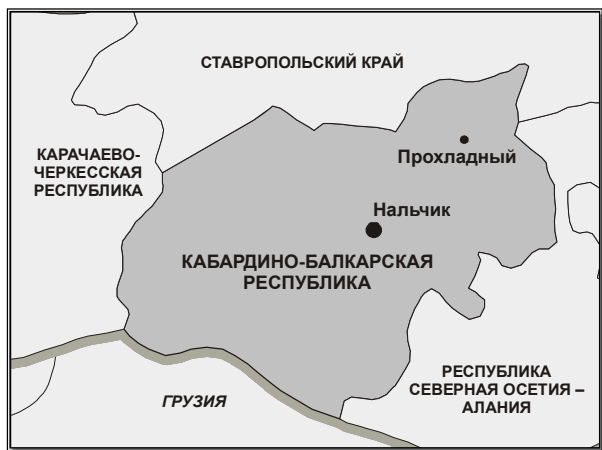 СТАВРОПОЛЬСКИЙ КРАЙ
КАРАЧАЕВО-
ЧЕРКЕССКАЯ
РЕСПУБЛИКА
Прохладный
Нальчик
КАБАРДИНО-БАЛКАРСКАЯ
РЕСПУБЛИКА
РЕСПУБЛИКА
СЕВЕРНАЯ ОСЕТИЯ –
АЛАНИЯ
ГРУЗИЯ